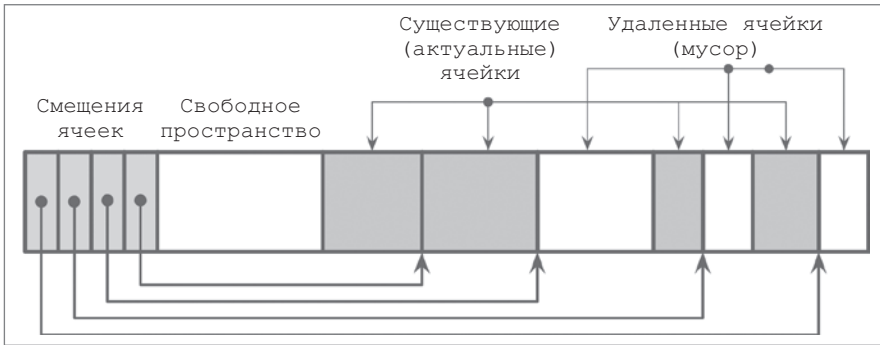 Существующие
(актуальные)
ячейки
Удаленные ячейки
(мусор)
Смещения
ячеек
Свободное
пространство